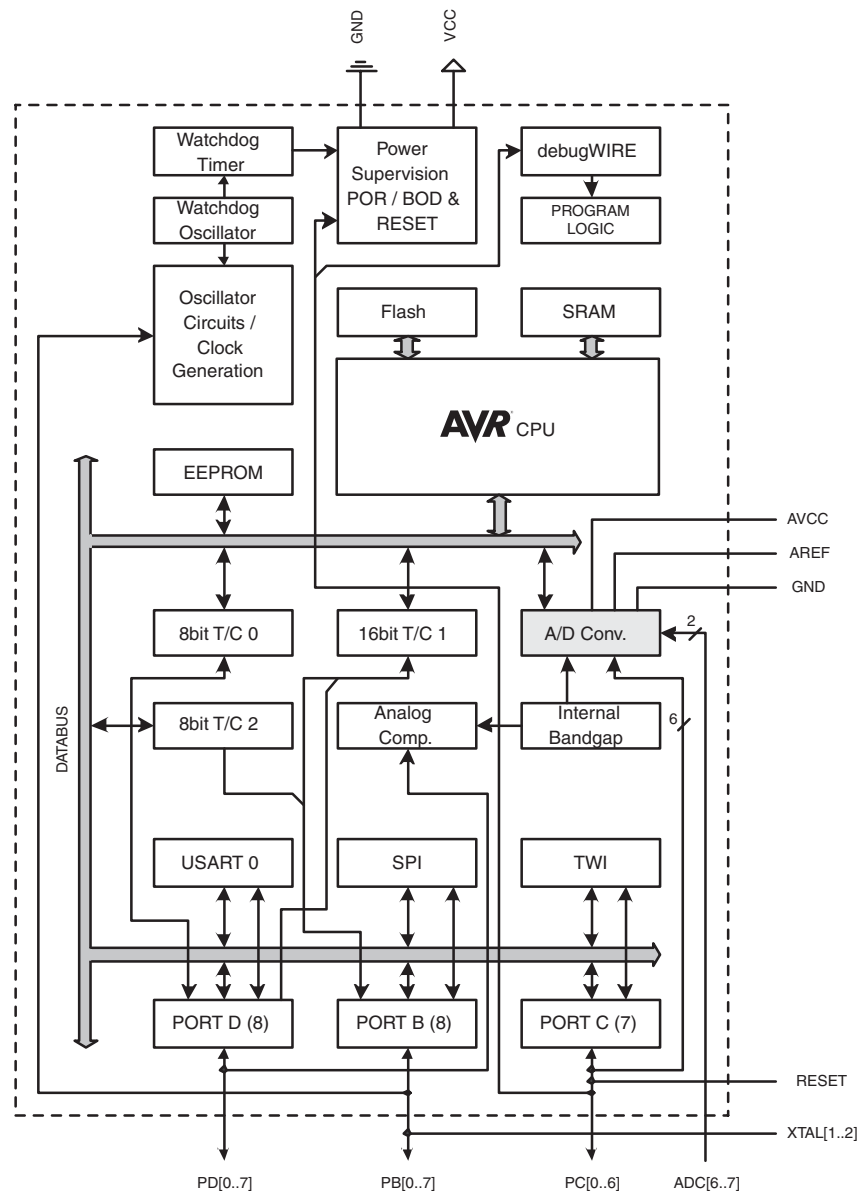 GND
VCC
Watchdog
Timer
Power
Supervision
POR / BOD &
RESET
debugWIRE
Watchdog
Oscillator
PROGRAM
LOGIC
Oscillator
Circuits /
Clock
Generation
Flash
SRAM
AVR CPU
EEPROM
AVCC
AREF
GND
8bit T/C 0
16bit T/C 1
A/D Conv.
2
DATABUS
8bit T/C 2
Analog
Comp.
Internal
Bandgap
6
USART 0
SPI
TWI
PORT D (8)
PORT B (8)
PORT C (7)
RESET
XTAL[1..2]
PD[0..7]
PB[0..7]
PC[0..6]
ADC[6..7]